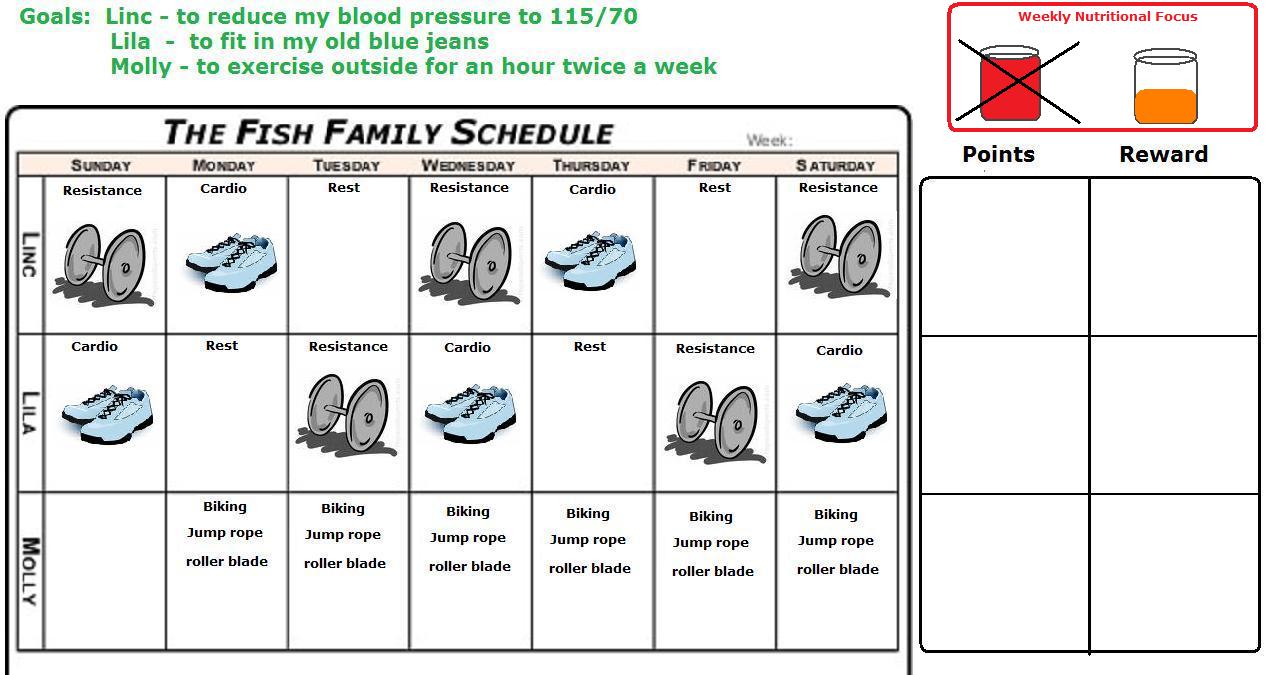 Goals: Linc - to reduce my blood pressure to 115/70
Lila - to fit in my old blue jeans
Molly - to exercise outside for an hour twice a week
Weekly Nutritional Focus
THE FISH FAMILY SCHEDULE
Week:
Points Reward
SUNDAY MONDAY TUESDAY WEDNESDAY THURSDAY FRIDAY SATURDAY
LINC
Resistance Cardio Rest Resistance Cardio Rest Resistance
LILA
Cardio Rest Resistance Cardio Rest Resistance Cardio
MOLLY
Biking Biking Biking Biking Biking Biking
Jump rope Jump rope Jump rope Jump rope Jump rope Jump rope
roller blade roller blade roller blade roller blade roller blade roller blade